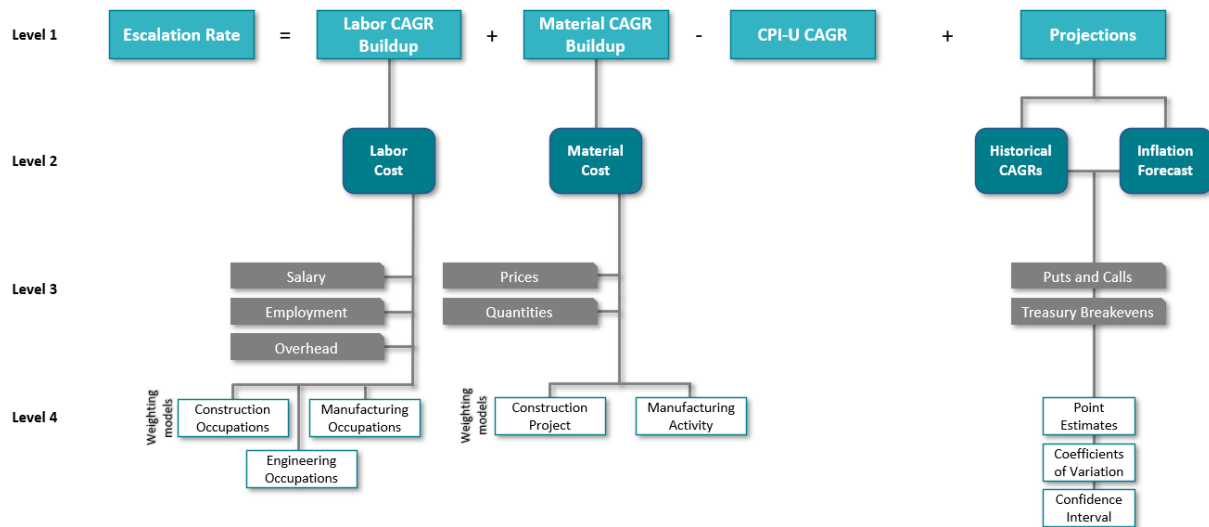 Level 1
Escalation Rate
=
Labor CAGR
Buildup
+
Material CAGR
Buildup
-
CPI-U CAGR
+
Projections
Level 2
Labor
Cost
Material
Cost
Historical
CAGRs
Inflation
Forecast
Level 3
Salary
Employment
Overhead
Prices
Quantities
Puts and Calls
Treasury Breakevens
Level 4
Weighting
models
Construction
Occupations
Manufacturing
Occupations
Engineering
Occupations
Weighting
models
Construction
Project
Manufacturing
Activity
Point
Estimates
Coefficients
of Variation
Confidence
Interval